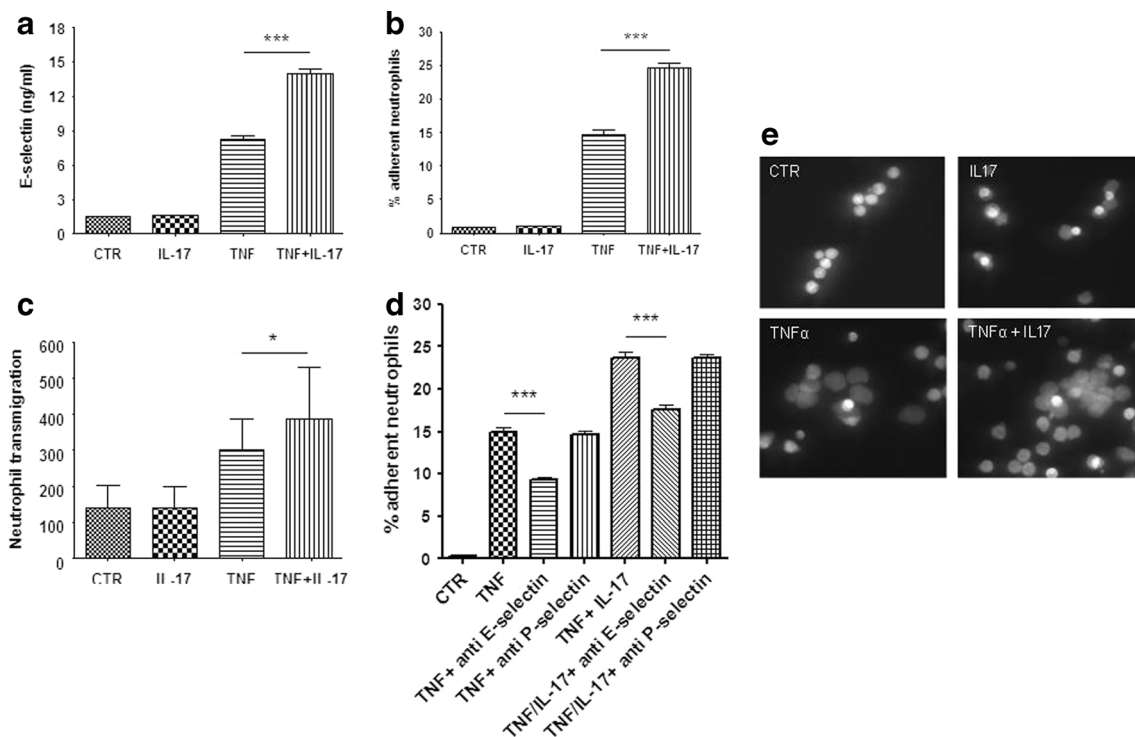 a
18
15
12
9
6
3
0
E-selectin (ng/ml)
***
CTR IL-17 TNF TNF+IL-17
b
30
25
20
15
10
5
0
% adherent neutrophils
***
CTR IL-17 TNF TNF+IL-17
c
600
500
400
300
200
100
0
Neutrophil transmigration
*
CTR IL-17 TNF TNF+IL-17
d
30
25
20
15
10
5
0
% adherent neutrophils
***
***
CTR
TNF
TNF+ anti E-selectin
TNF+ anti P-selectin
TNF+ IL-17
TNF/IL-17+ anti E-selectin
TNF/IL-17+ anti P-selectin
e
CTR
IL17
TNFα
TNFα + IL17